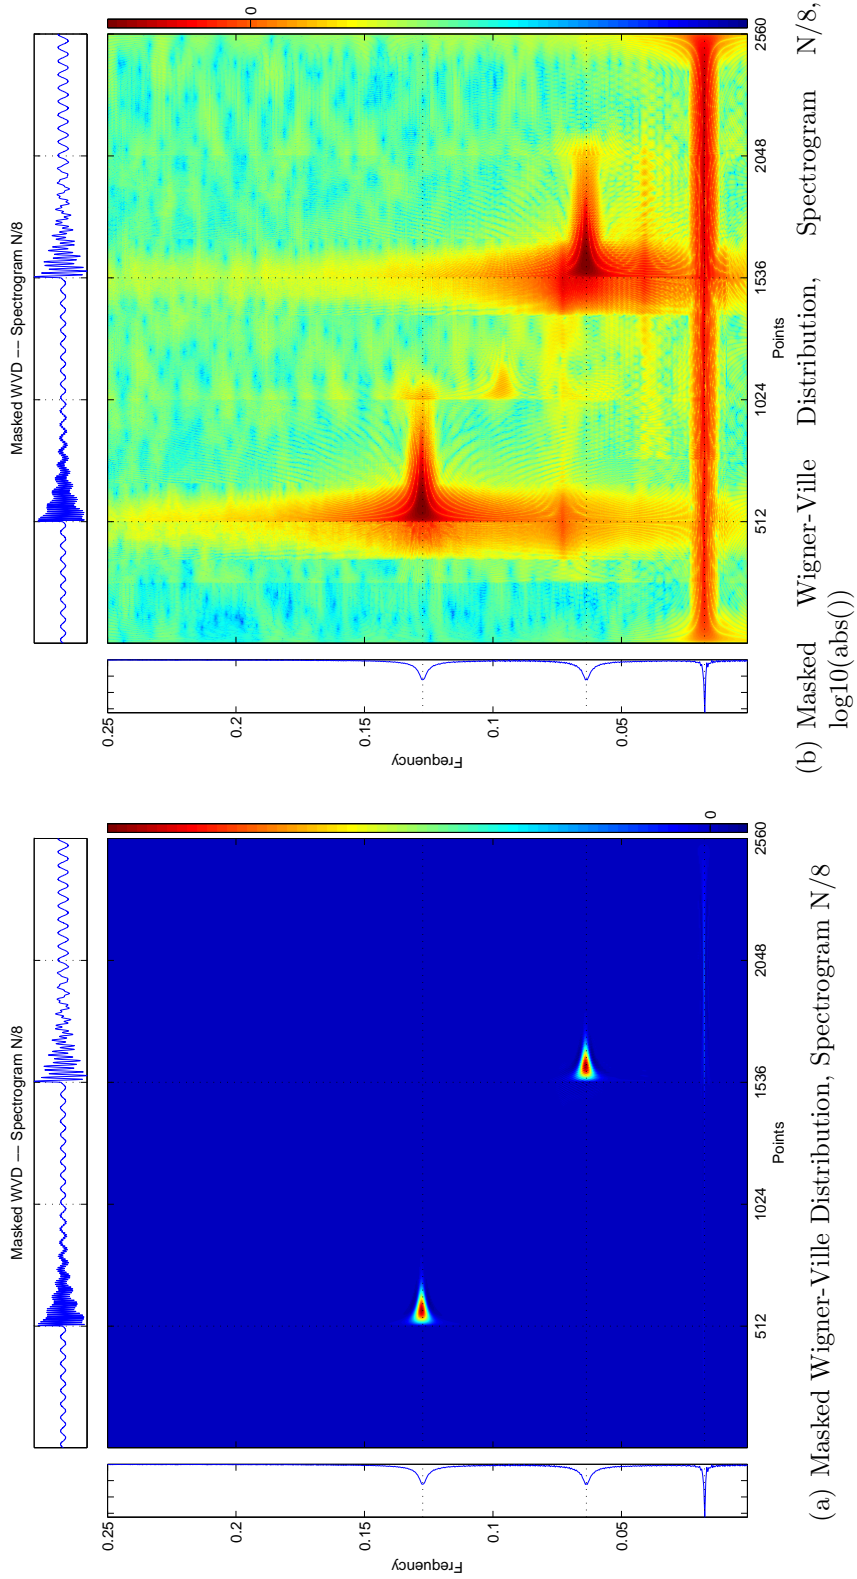 Masked WVD –– Spectrogram N/8
0.25
0.2
0.15
0.1
0.05
Frequency
512
1024
1536
2048
2560
Points
0
(a) Masked Wigner-Ville Distribution, Spectrogram N/8
Masked WVD –– Spectrogram N/8
0.25
0.2
0.15
0.1
0.05
Frequency
512
1024
1536
2048
2560
Points
0
(b) Masked Wigner-Ville Distribution, Spectrogram N/8,
log10(abs())